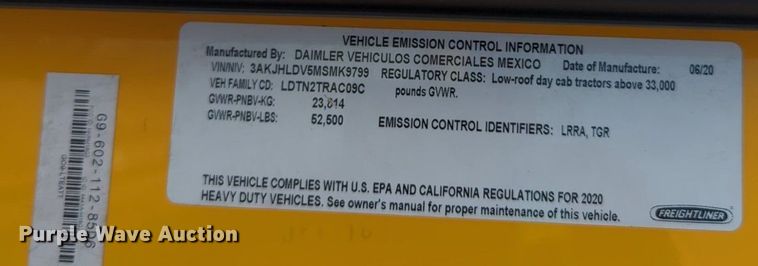 VEHICLE EMISSION CONTROL INFORMATION
Manufactured By: DAIMLER VEHICULOS COMERCIALES MEXICO Date of Manufacture: 06/20
VIN/NIV: 3AKJHLDV5MSMK9799 REGULATORY CLASS: Low-roof day cab tractors above 33,000
VEH FAMILY CD: LDTN2TRAC09C pounds GVWR.
GVWR-PNBV-KG: 23,814
GVWR-PNBV-LBS: 52,500 EMISSION CONTROL IDENTIFIERS: LRRA, TGR
THIS VEHICLE COMPLIES WITH U.S. EPA AND CALIFORNIA REGULATIONS FOR 2020
HEAVY DUTY VEHICLES. See owner's manual for proper maintenance of this vehicle.
FREIGHTLINER
G9-602-112-
Purple Wave Auction